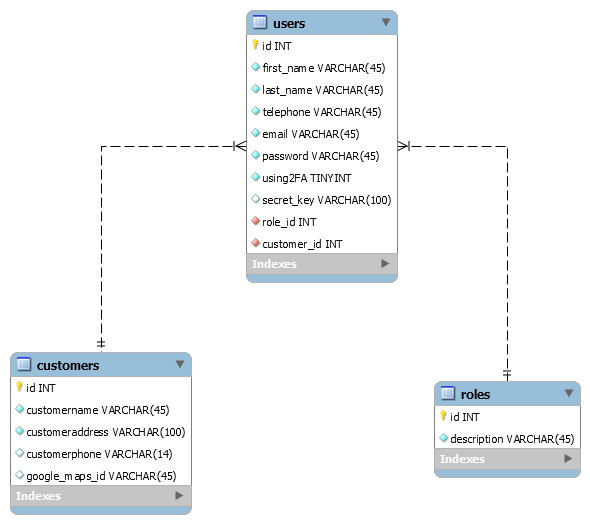 users
id INT
first_name VARCHAR(45)
last_name VARCHAR(45)
telephone VARCHAR(45)
email VARCHAR(45)
password VARCHAR(45)
using2FA TINYINT
secret_key VARCHAR(100)
role_id INT
customer_id INT
Indexes
customers
id INT
customername VARCHAR(45)
customeraddress VARCHAR(100)
customerphone VARCHAR(14)
google_maps_id VARCHAR(45)
Indexes
roles
id INT
description VARCHAR(45)
Indexes